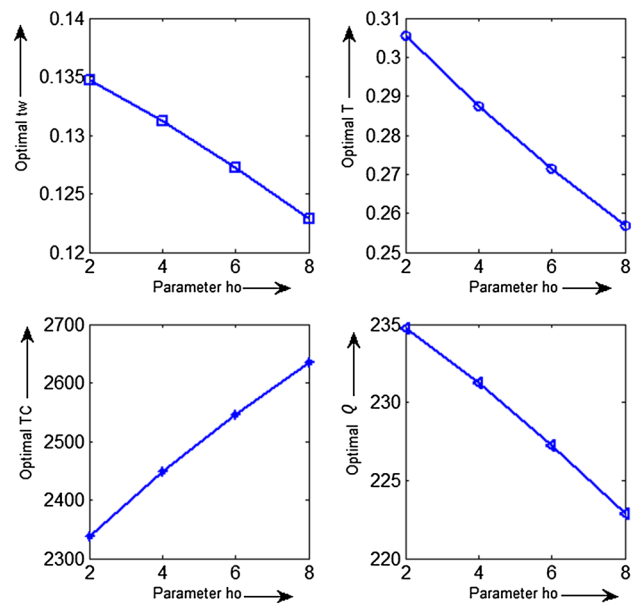 0.14
0.135
0.13
0.125
0.12
Optimal tw
2 4 6 8
Parameter ho
0.31
0.3
0.29
0.28
0.27
0.26
0.25
Optimal T
2 4 6 8
Parameter ho
2700
2600
2500
2400
2300
Optimal TC
2 4 6 8
Parameter ho
235
230
225
220
Optimal Q
2 4 6 8
Parameter ho